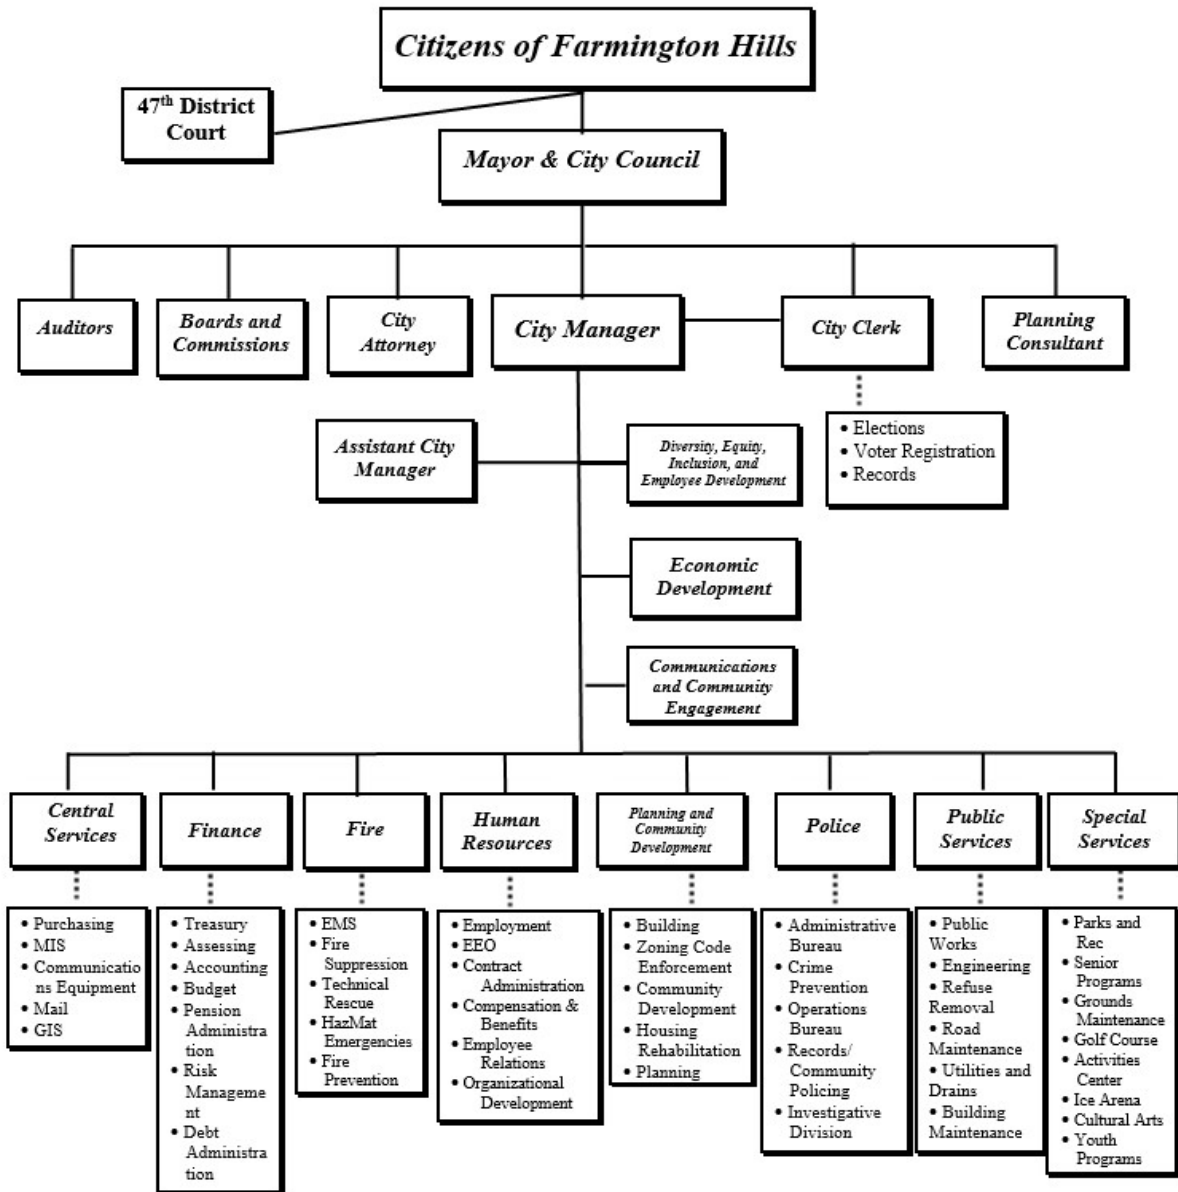 Citizens of Farmington Hills
47th District
Court
Mayor & City Council
Auditors
Boards and
Commissions
City
Attorney
City Manager
City Clerk
Planning
Consultant
• Elections
• Voter Registration
• Records
Assistant City
Manager
Diversity, Equity,
Inclusion, and
Employee Development
Economic
Development
Communications
and Community
Engagement
Central
Services
Finance
Fire
Human
Resources
Planning and
Community
Development
Police
Public
Services
Special
Services
• Purchasing
• MIS
• Communicatio
ns Equipment
• Mail
• GIS
• Treasury
• Assessing
• Accounting
• Budget
• Pension
Administra
tion
• Risk
Manageme
nt
• Debt
Administra
tion
• EMS
• Fire
Suppression
• Technical
Rescue
• HazMat
Emergencies
• Fire
Prevention
• Employment
• EEO
• Contract
Administration
• Compensation &
Benefits
• Employee
Relations
• Organizational
Development
• Building
• Zoning Code
Enforcement
• Community
Development
• Housing
Rehabilitation
• Planning
• Administrative
Bureau
• Crime
Prevention
• Operations
Bureau
• Records/
Community
Policing
• Investigative
Division
• Public
Works
• Engineering
• Refuse
Removal
• Road
Maintenance
• Utilities and
Drains
• Building
Maintenance
• Parks and
Rec
• Senior
Programs
• Grounds
Maintenance
• Golf Course
• Activities
Center
• Ice Arena
• Cultural Arts
• Youth
Programs